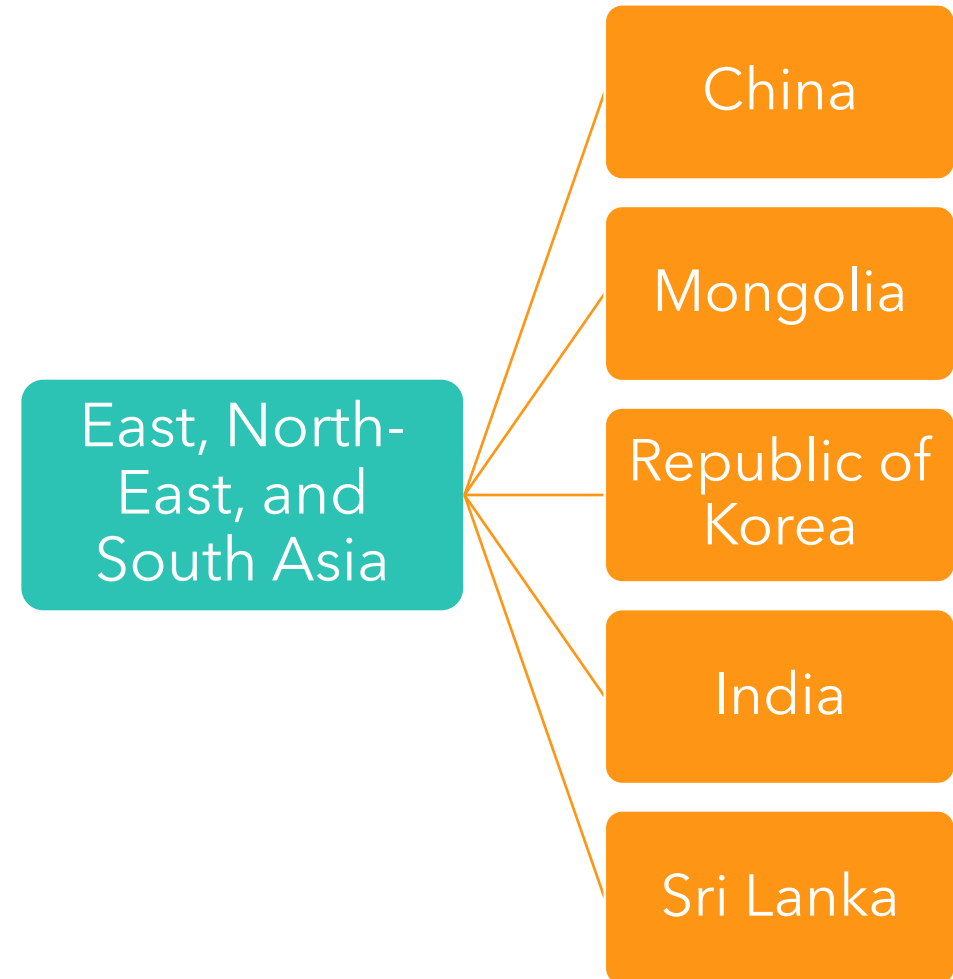 China
Mongolia
East, North-
East, and
South Asia
Republic of
Korea
India
Sri Lanka